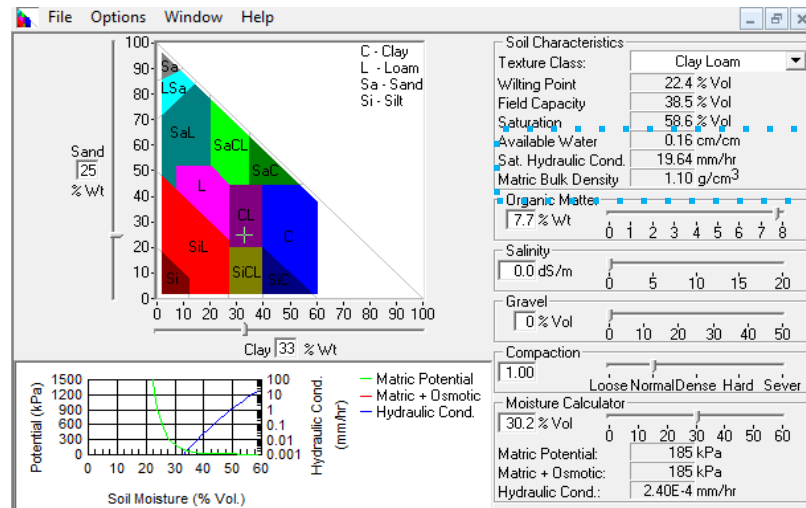 File Options Window Help
C - Clay
L - Loam
Sa - Sand
Si - Silt
100-
90-
80-
70-
60-
50-
40-
30-
20-
10-
0-
Sand
25
% Wt
Sa
LSa
SaL
SaCL
SaC
L
CL
C
SiL
SiCL
Si
SiC
0 10 20 30 40 50 60 70 80 90 100
Clay 33 % Wt
Potential (kPa)
1500
1200
900
600
300
0
100
10
1
0.1
0.01
0.001
Hydraulic Cond.
(mm/hr)
0 10 20 30 40 50 60
Soil Moisture (% Vol.)
Matric Potential
Matric + Osmotic
Hydraulic Cond.
Soil Characteristics
Texture Class: Clay Loam
Wilting Point 22.4 % Vol
Field Capacity 38.5 % Vol
Saturation 58.6 % Vol
Available Water 0.16 cm/cm
Sat. Hydraulic Cond. 19.64 mm/hr
Matric Bulk Density 1.10 g/cm3
Organic Matter
7.7 % Wt
0 1 2 3 4 5 6 7 8
Salinity
0.0 dS/m
0 5 10 15 20
Gravel
0 % Vol
0 10 20 30 40 50
Compaction
1.00
Loose Normal Dense Hard Sever
Moisture Calculator
30.2 % Vol
0 10 20 30 40 50 60
Matric Potential: 185 kPa
Matric + Osmotic: 185 kPa
Hydraulic Cond.: 2.40E-4 mm/hr